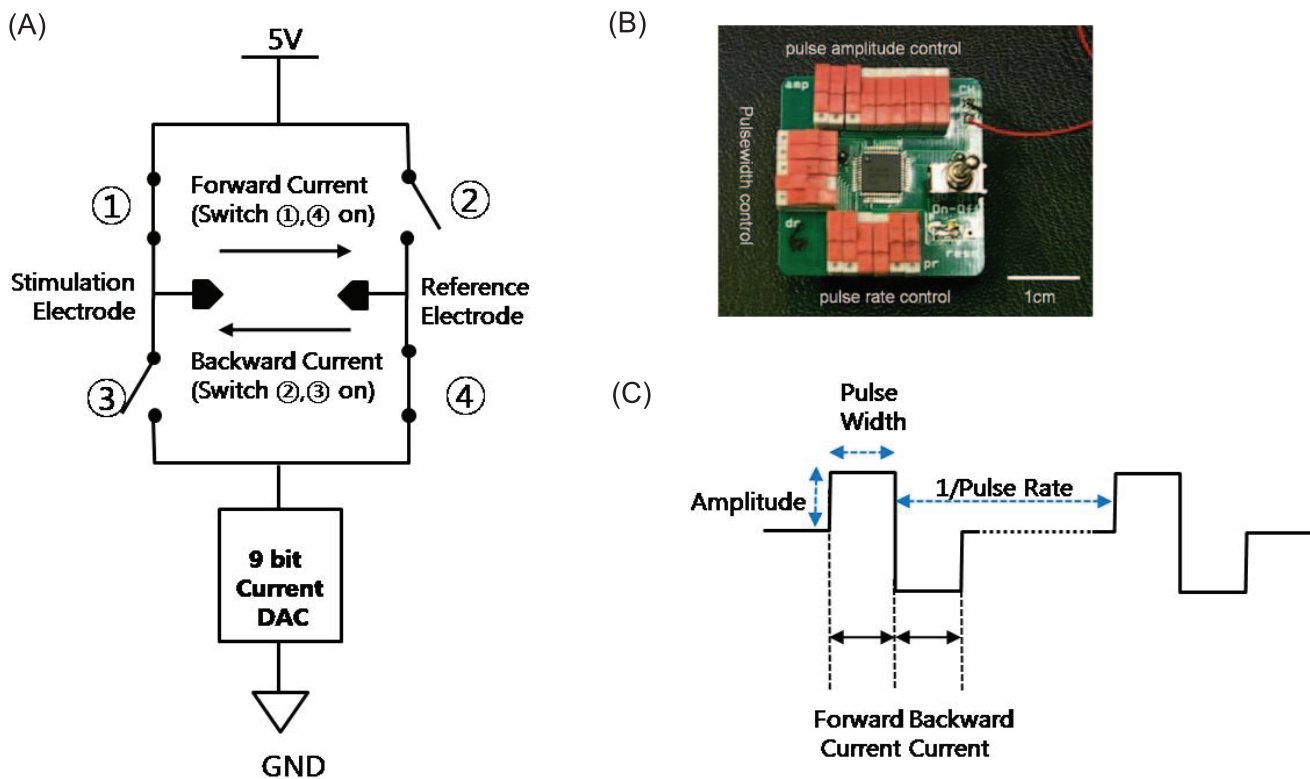 (A)
5V
①
Forward Current
(Switch ①,④ on)
②
Stimulation
Electrode
Reference
Electrode
Backward Current
(Switch ②,③ on)
③
④
9 bit
Current
DAC
GND
(B)
pulse amplitude control
amp
CH
Pulsewidth control
On-Off
dr
pr
pulse rate control
1cm
(C)
Pulse
Width
Amplitude
1/Pulse Rate
Forward Backward
Current Current